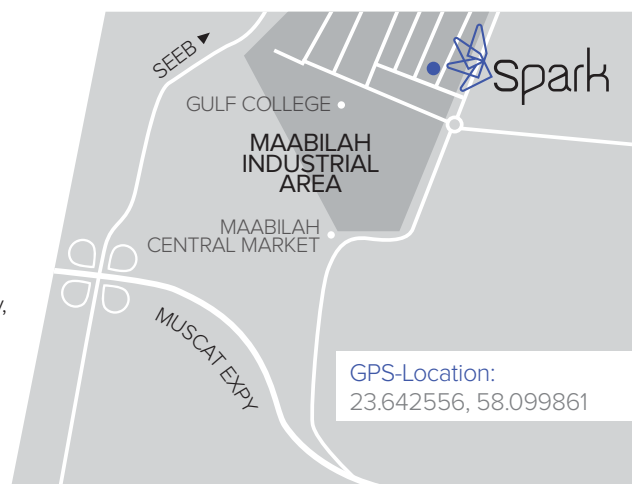 SEEB
Spark
GULF COLLEGE
MAABILAH
INDUSTRIAL
AREA
MAABILAH
CENTRAL MARKET
MUSCAT EXPY
GPS-Location:
23.642556, 58.099861